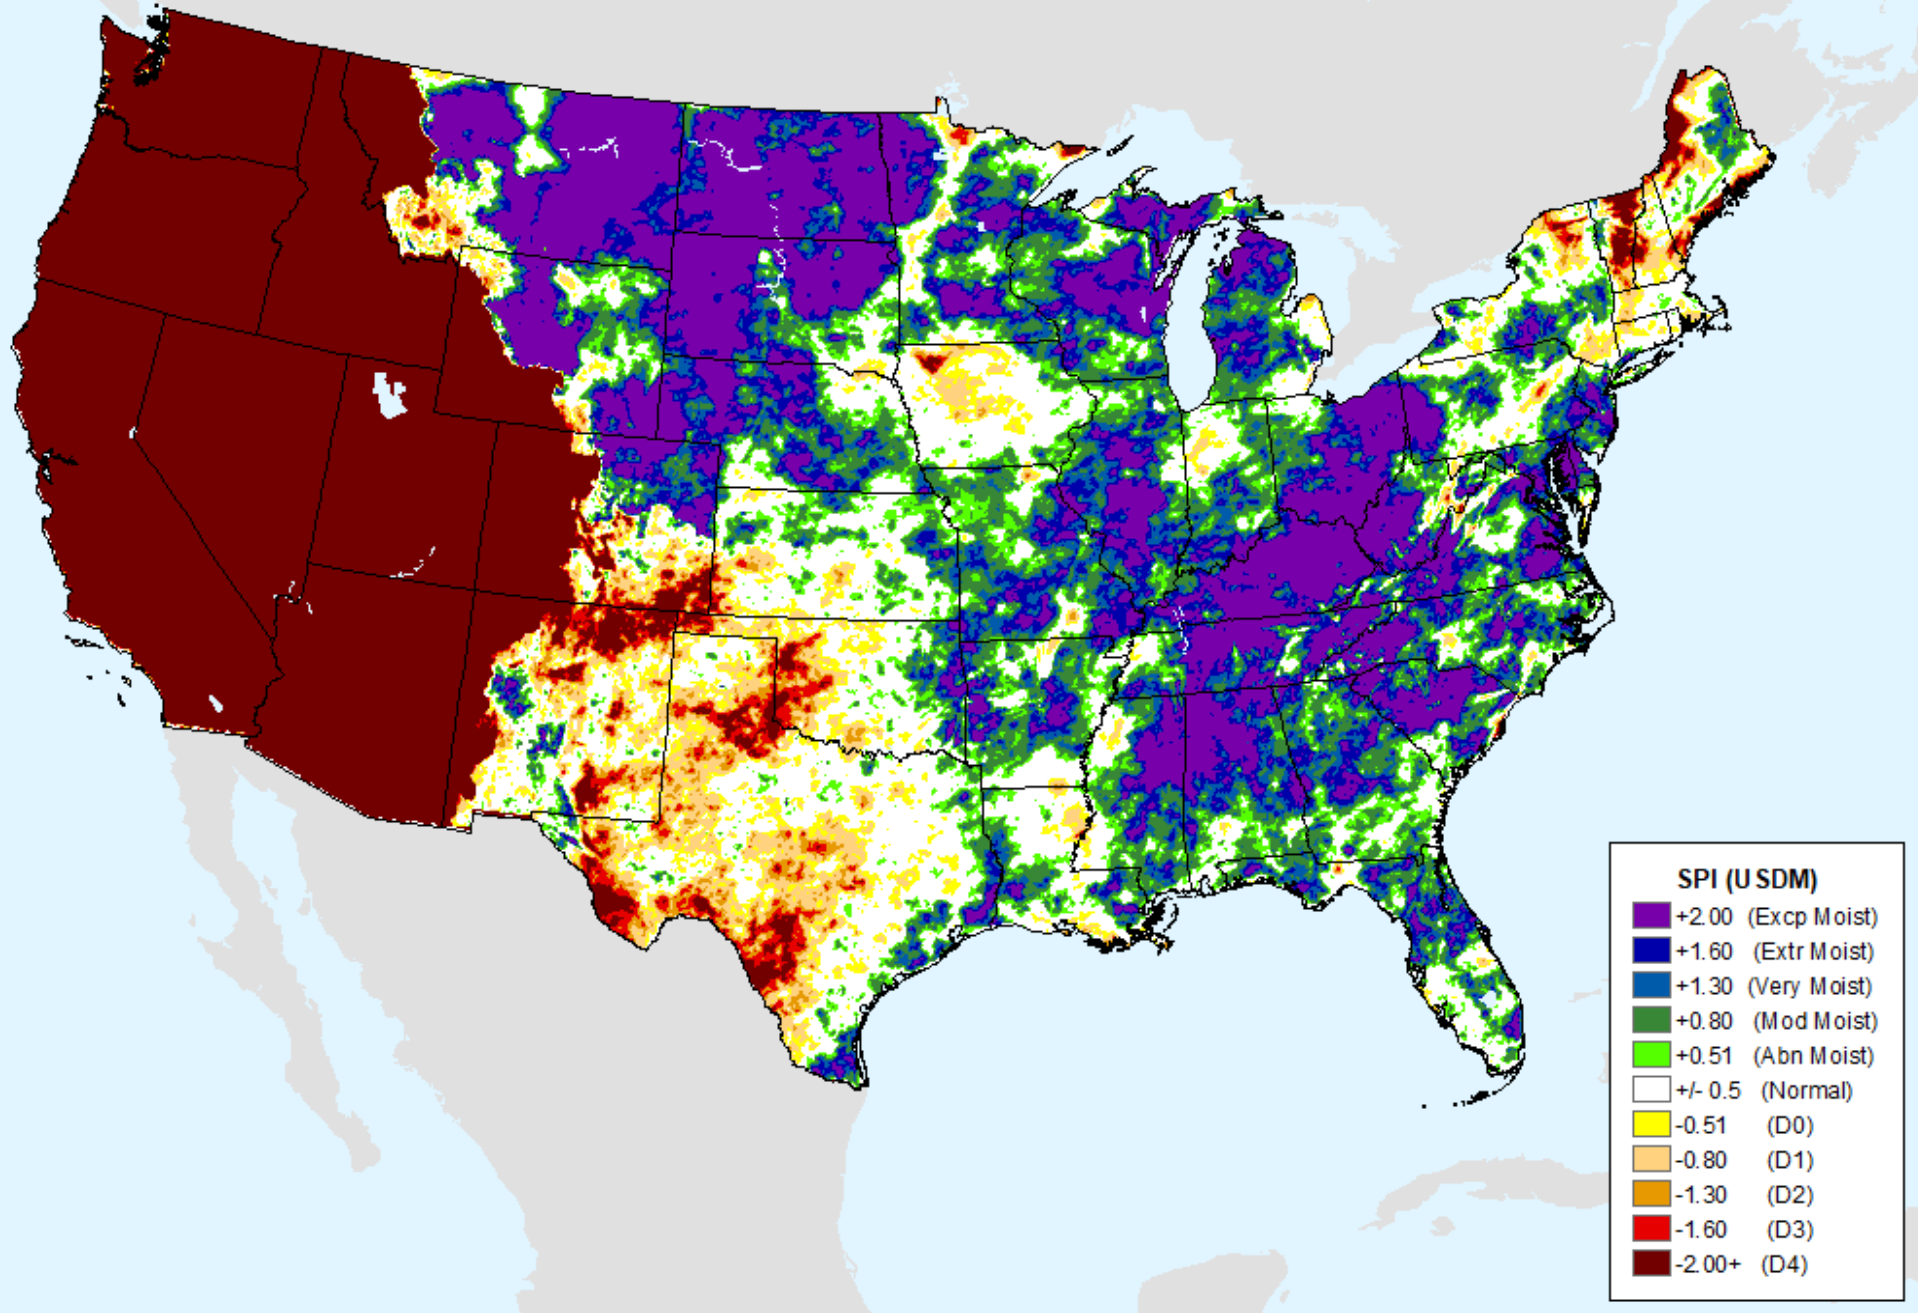 SPI (USDM)
+2.00 (Excp Moist)
+1.60 (Extr Moist)
+1.30 (Very Moist)
+0.80 (Mod Moist)
+0.51 (Abn Moist)
+/- 0.5 (Normal)
-0.51 (D0)
-0.80 (D1)
-1.30 (D2)
-1.60 (D3)
-2.00+ (D4)